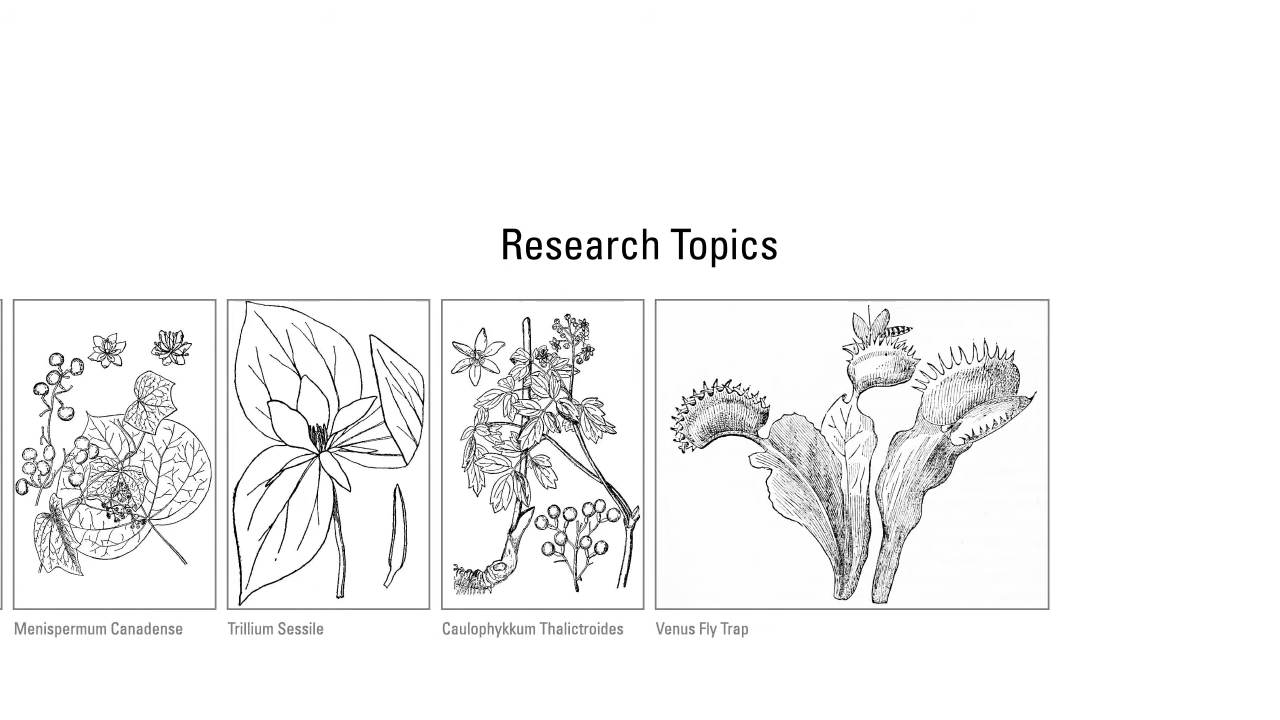 Research Topics
Menispermum Canadense
Trillium Sessile
Caulophykkum Thalictroides
Venus Fly Trap